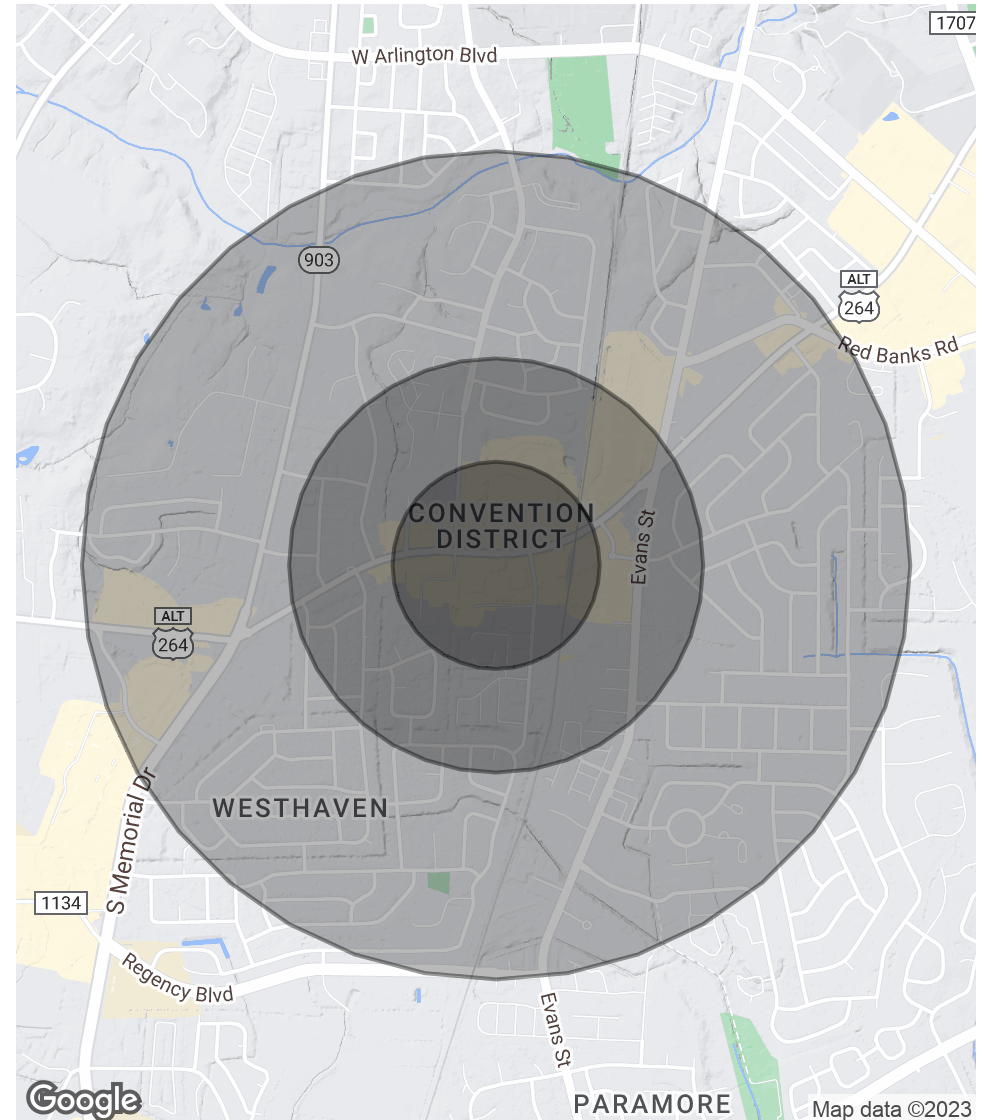 1707
W Arlington Blvd
903
ALT
264
Red Banks Rd
CONVENTION
DISTRICT
Evans St
ALT
264
WESTHAVEN
S Memorial Dr
1134
Regency Blvd
Evans St
PARAMORE
Google
Map data ©2023